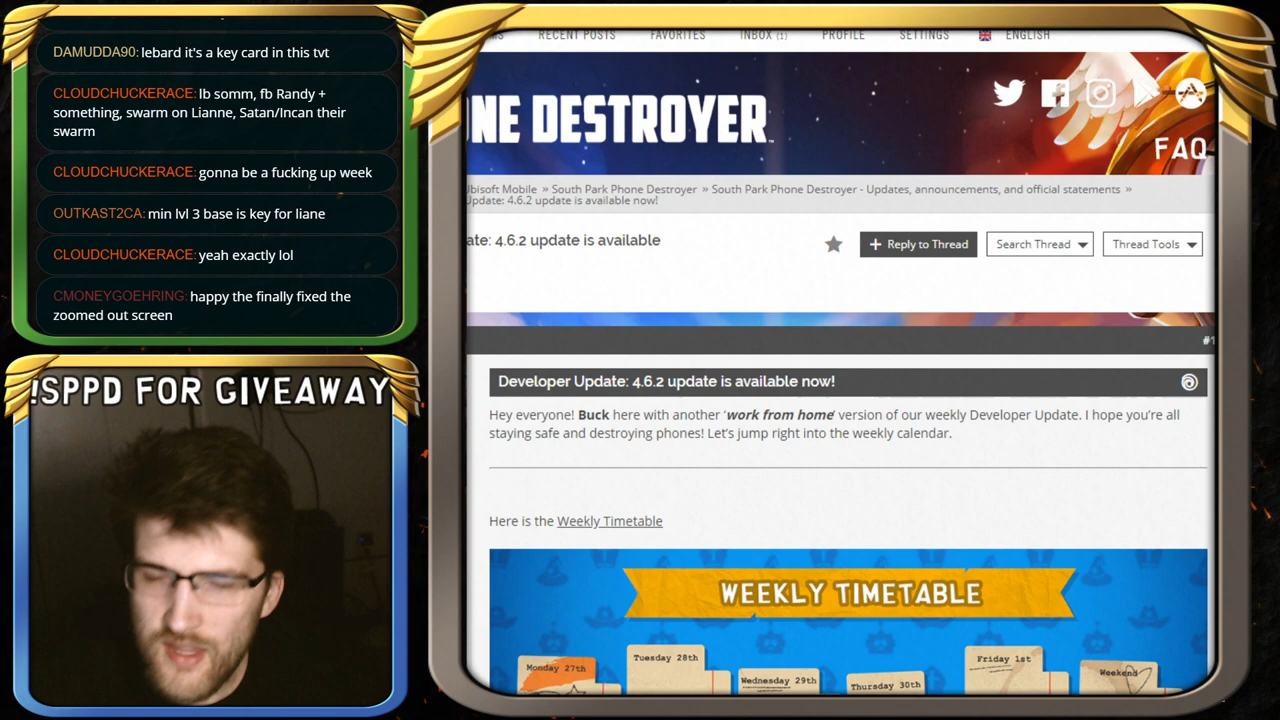 DAMUDDA90: lebard it's a key card in this tvt
CLOUDCHUCKERACE: lb somm, fb Randy +
something, swarm on Lianne, Satan/Incan their
swarm
CLOUDCHUCKERACE: gonna be a fucking up week
OUTKAST2CA: min lvl 3 base is key for liane
CLOUDCHUCKERACE: yeah exactly lol
CMONEYGOEHRING: happy the finally fixed the
zoomed out screen
!SPPD FOR GIVEAWAY
RECENT POSTS FAVORITES INBOX (1) PROFILE SETTINGS ENGLISH
NE DESTROYER
FAQ
Ubisoft Mobile » South Park Phone Destroyer » South Park Phone Destroyer - Updates, announcements, and official statements »
Update: 4.6.2 update is available now!
ate: 4.6.2 update is available
+ Reply to Thread
Search Thread
Thread Tools
#1
Developer Update: 4.6.2 update is available now!
Hey everyone! Buck here with another 'work from home' version of our weekly Developer Update. I hope you're all
staying safe and destroying phones! Let's jump right into the weekly calendar.
Here is the Weekly Timetable
WEEKLY TIMETABLE
Monday 27th
Tuesday 28th
Wednesday 29th
Thursday 30th
Friday 1st
Weekend